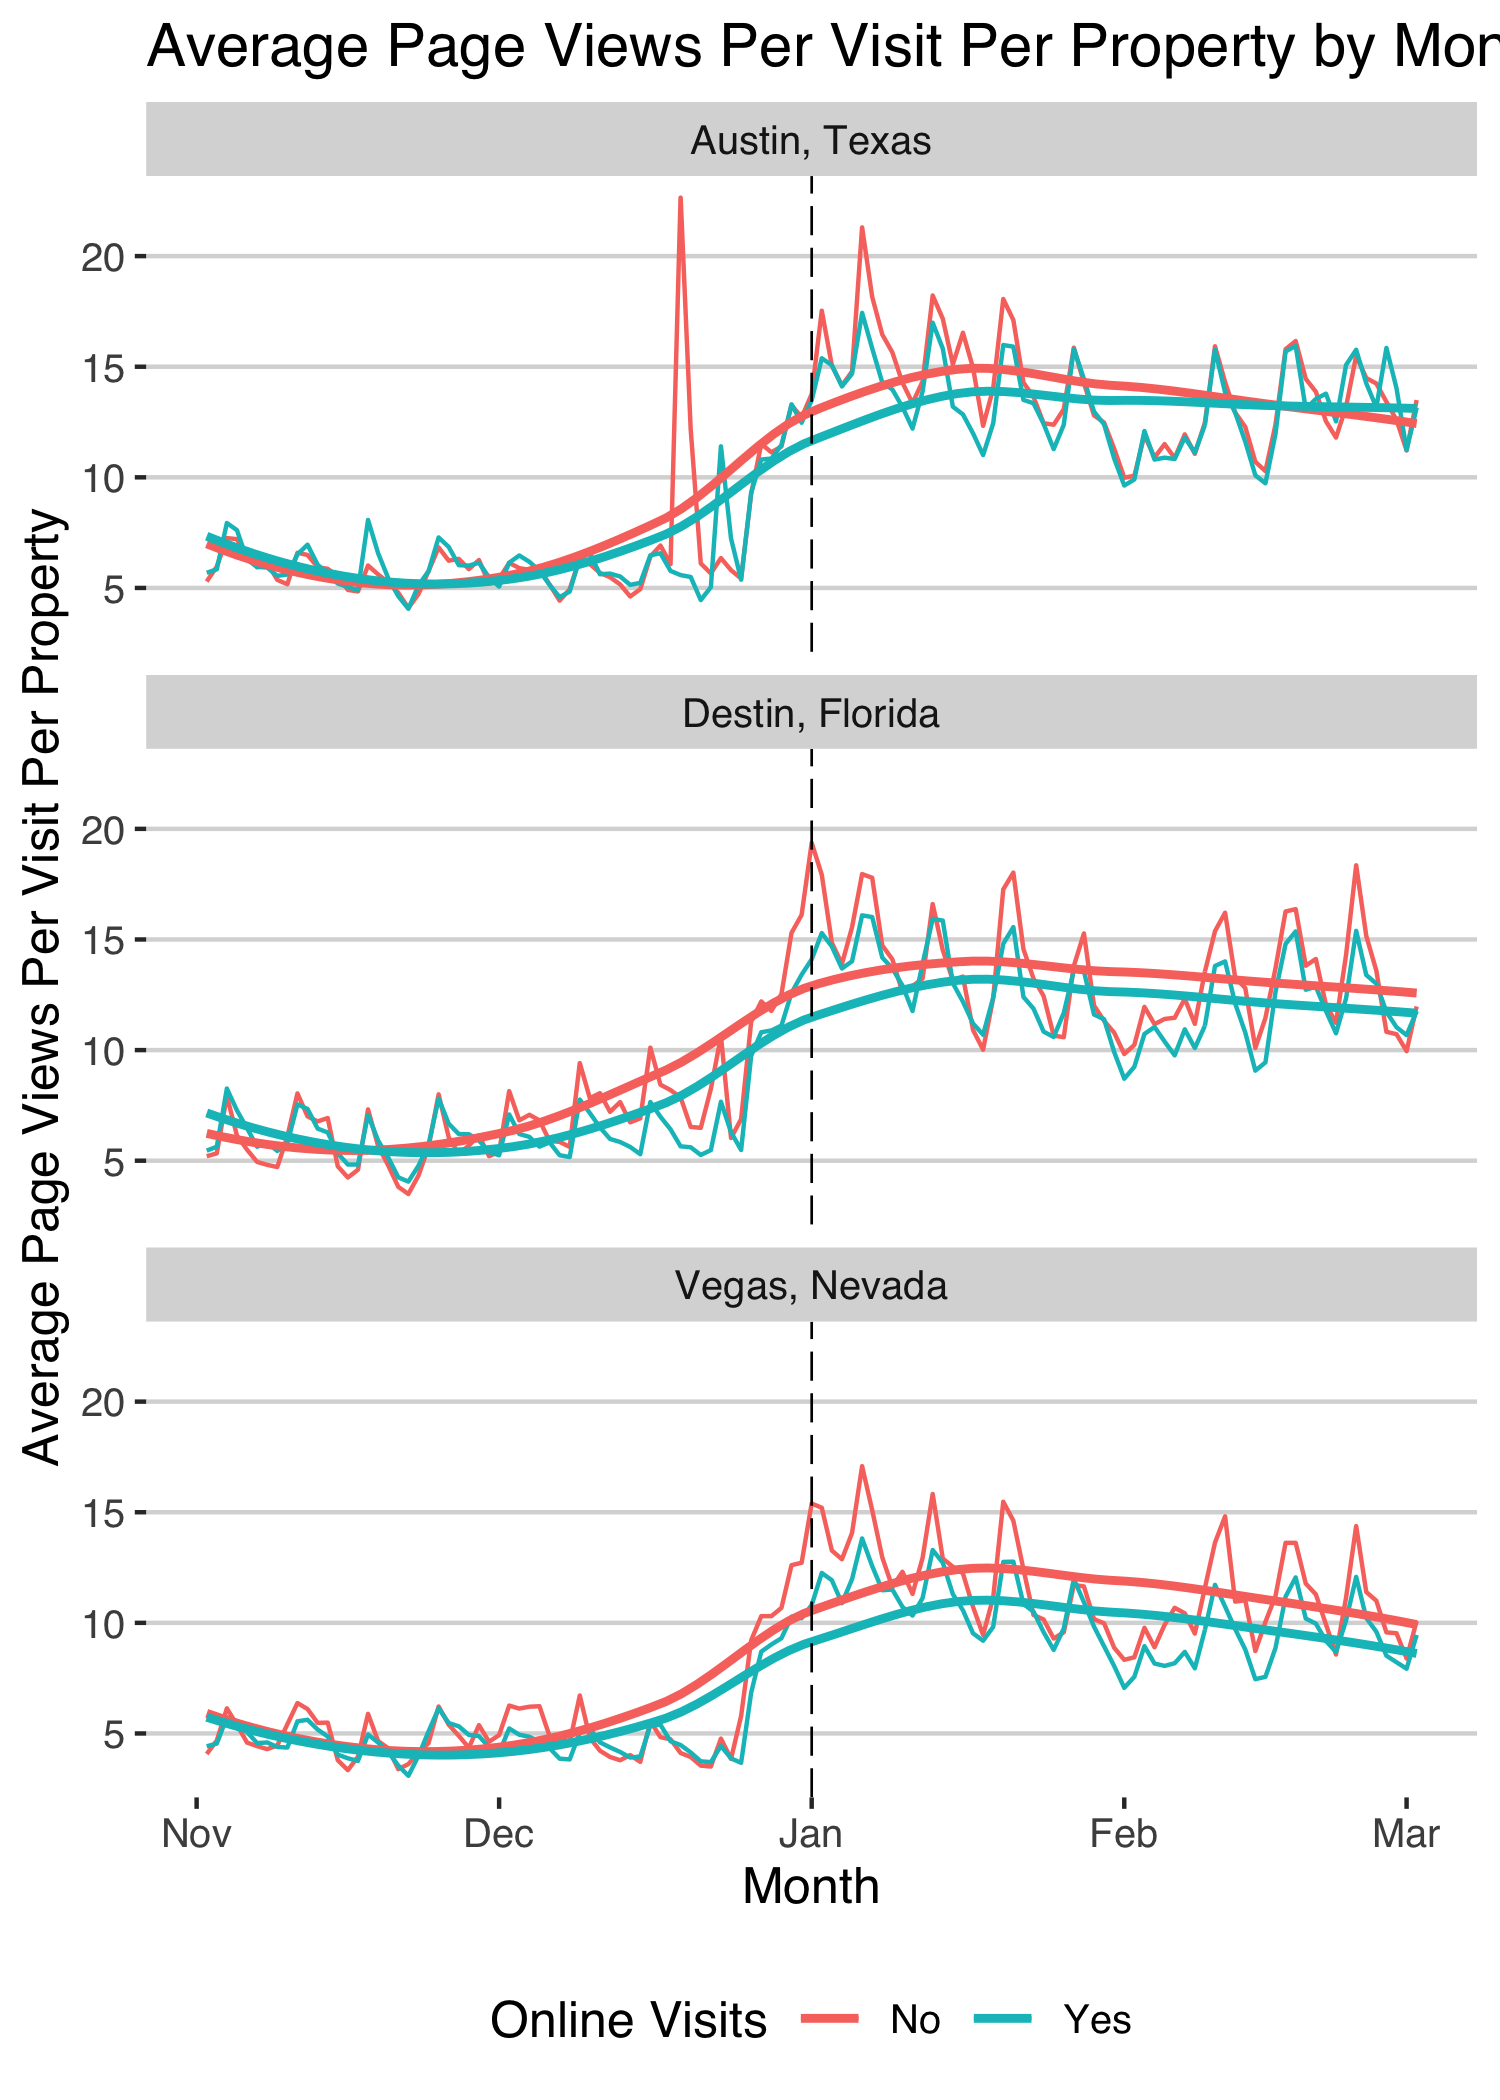 Average Page Views Per Visit Per Property by Mon
Austin, Texas
20
15
10
5
Destin, Florida
20
15
10
5
Vegas, Nevada
20
15
10
5
Average Page Views Per Visit Per Property
Nov Dec Jan Feb Mar
Month
Online Visits No Yes